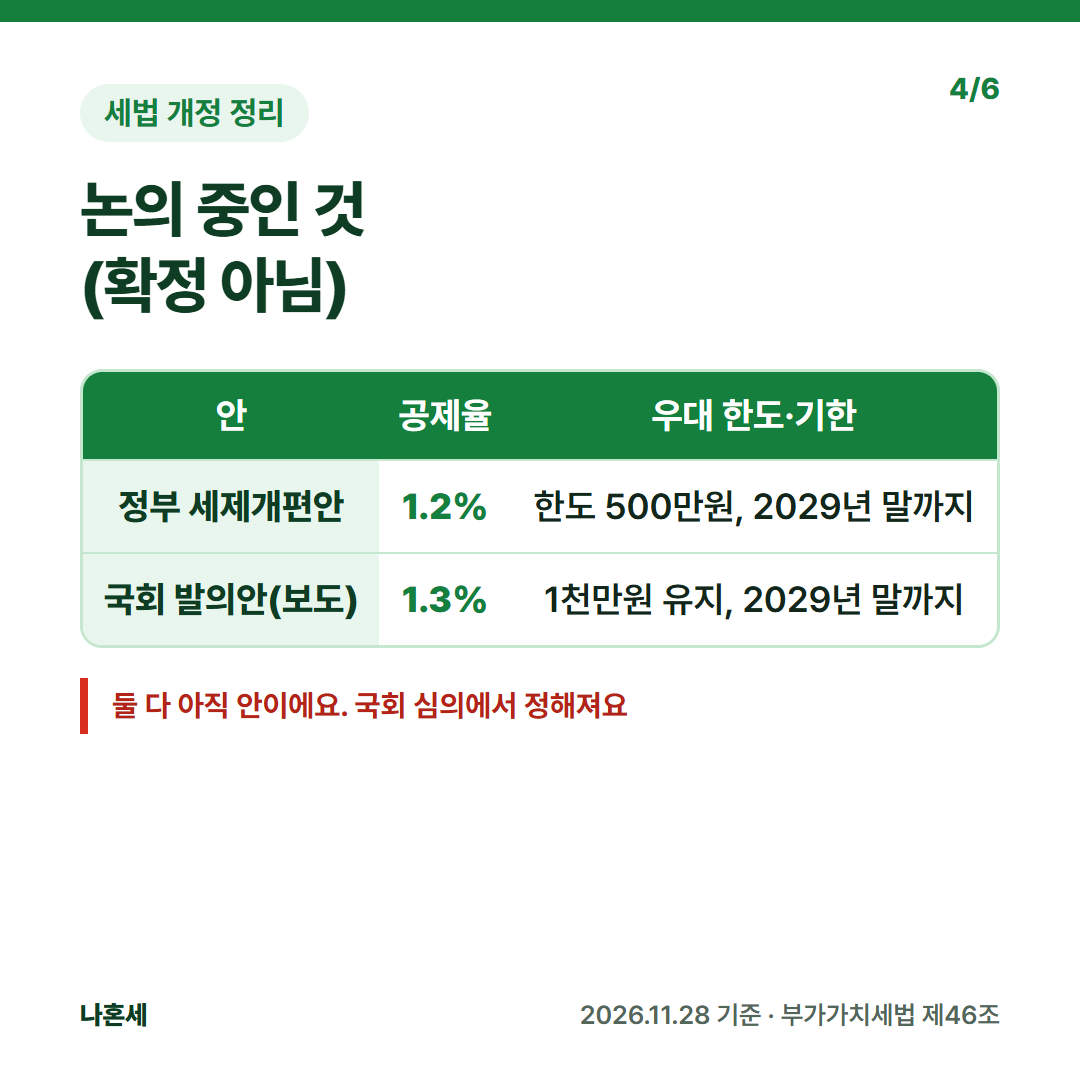 4/6
세법 개정 정리
논의 중인 것
(확정 아님)
안 공제율 우대 한도·기한
정부 세제개편안 1.2% 한도 500만원, 2029년 말까지
국회 발의안(보도) 1.3% 1천만원 유지, 2029년 말까지
둘 다 아직 안이에요. 국회 심의에서 정해져요
나혼세 2026.11.28 기준 · 부가가치세법 제46조